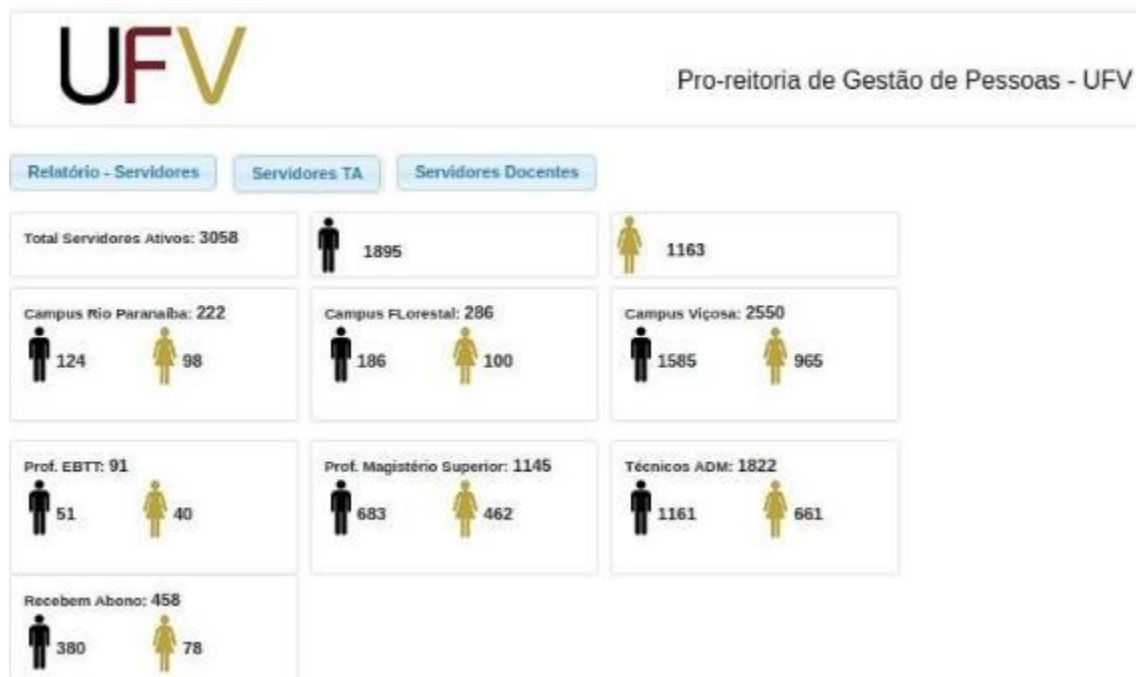 UFV
Pro-reitoria de Gestão de Pessoas - UFV
Relatório - Servidores
Servidores TA
Servidores Docentes
Total Servidores Ativos: 3058
1895
1163
Campus Rio Paranaíba: 222
124
98
Campus FLorestal: 286
186
100
Campus Viçosa: 2550
1585
965
Prof. EBTT: 91
51
40
Prof. Magistério Superior: 1145
683
462
Técnicos ADM: 1822
1161
661
Recebem Abono: 458
380
78